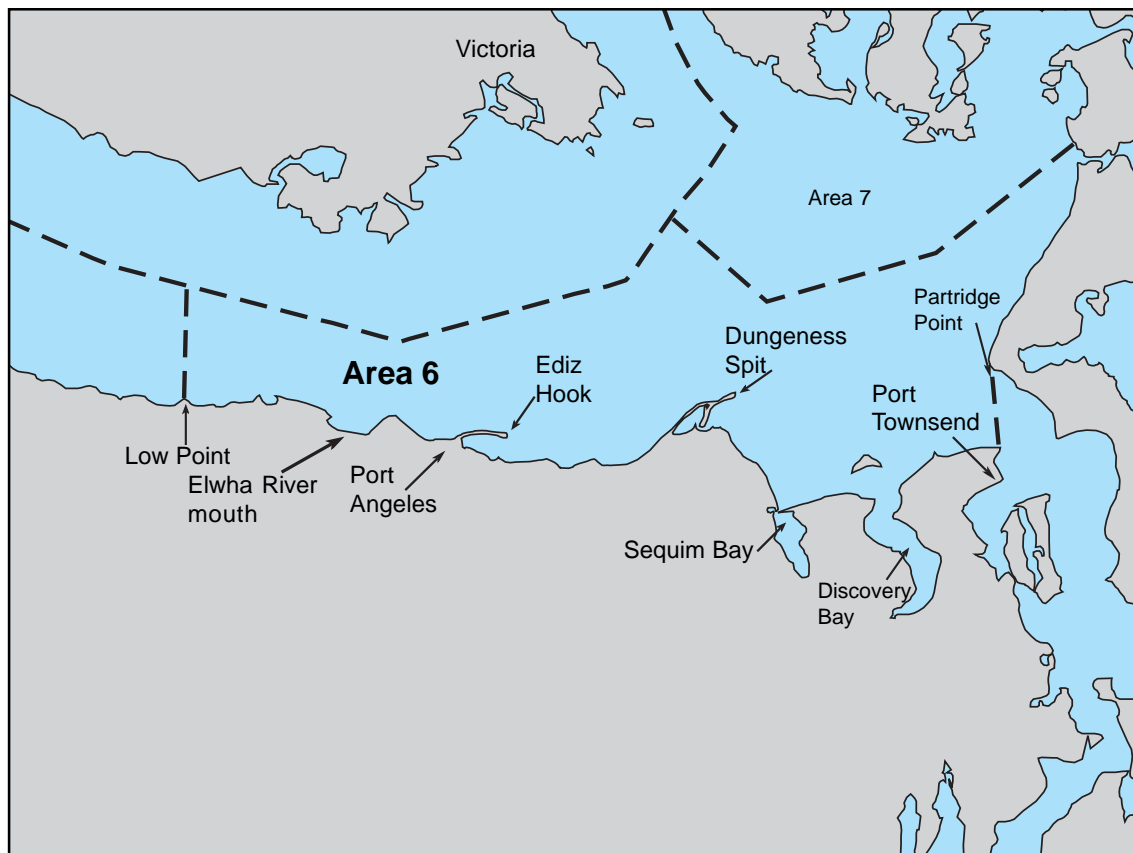 Victoria
Area 7
Partridge
Point
Dungeness
Spit
Area 6
Ediz
Hook
Port
Townsend
Low Point
Elwha River
mouth
Port
Angeles
Sequim Bay
Discovery
Bay